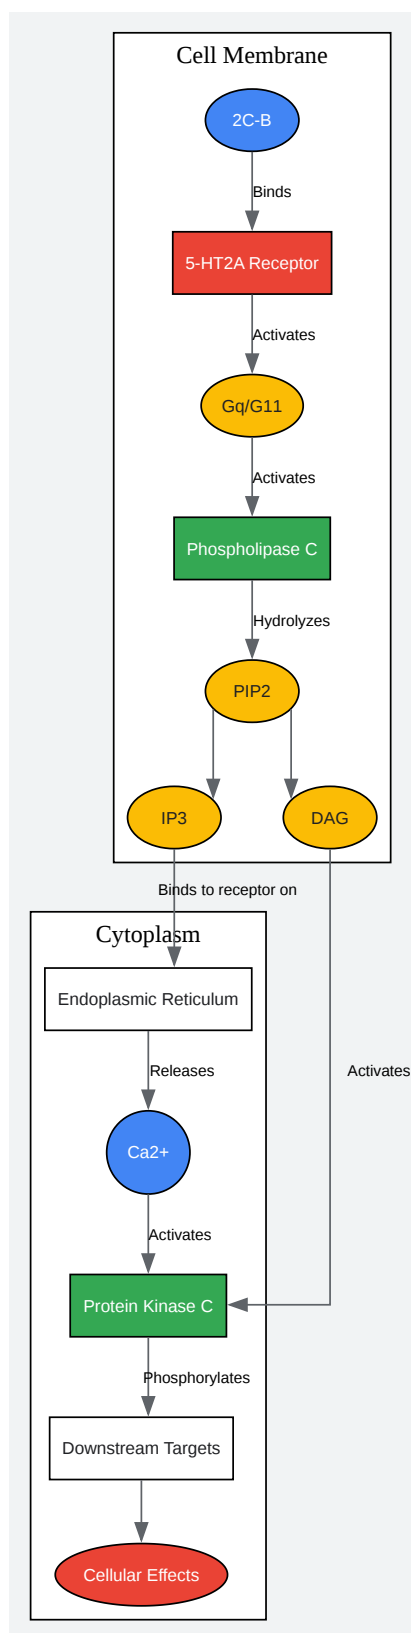 Cell Membrane
2C-B
Binds
5-HT2A Receptor
Activates
Gq/G11
Activates
Phospholipase C
Hydrolyzes
PIP2
IP3
DAG
Binds to receptor on
Cytoplasm
Endoplasmic Reticulum
Releases
Activates
Ca2+
Activates
Protein Kinase C
Phosphorylates
Downstream Targets
Cellular Effects